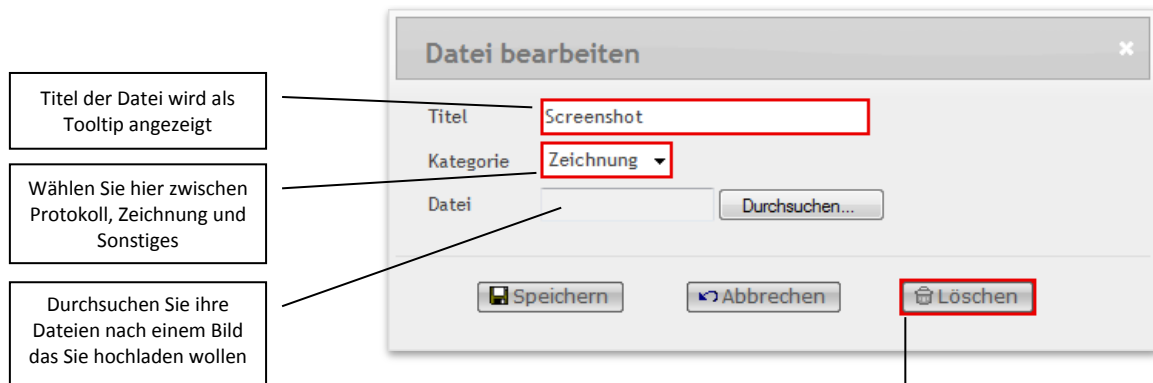 Datei bearbeiten
Titel der Datei wird als
Tooltip angezeigt
Titel
Screenshot
Wählen Sie hier zwischen
Protokoll, Zeichnung und
Sonstiges
Kategorie
Zeichnung
Datei
Durchsuchen...
Durchsuchen Sie ihre
Dateien nach einem Bild
das Sie hochladen wollen
Speichern
Abbrechen
Löschen